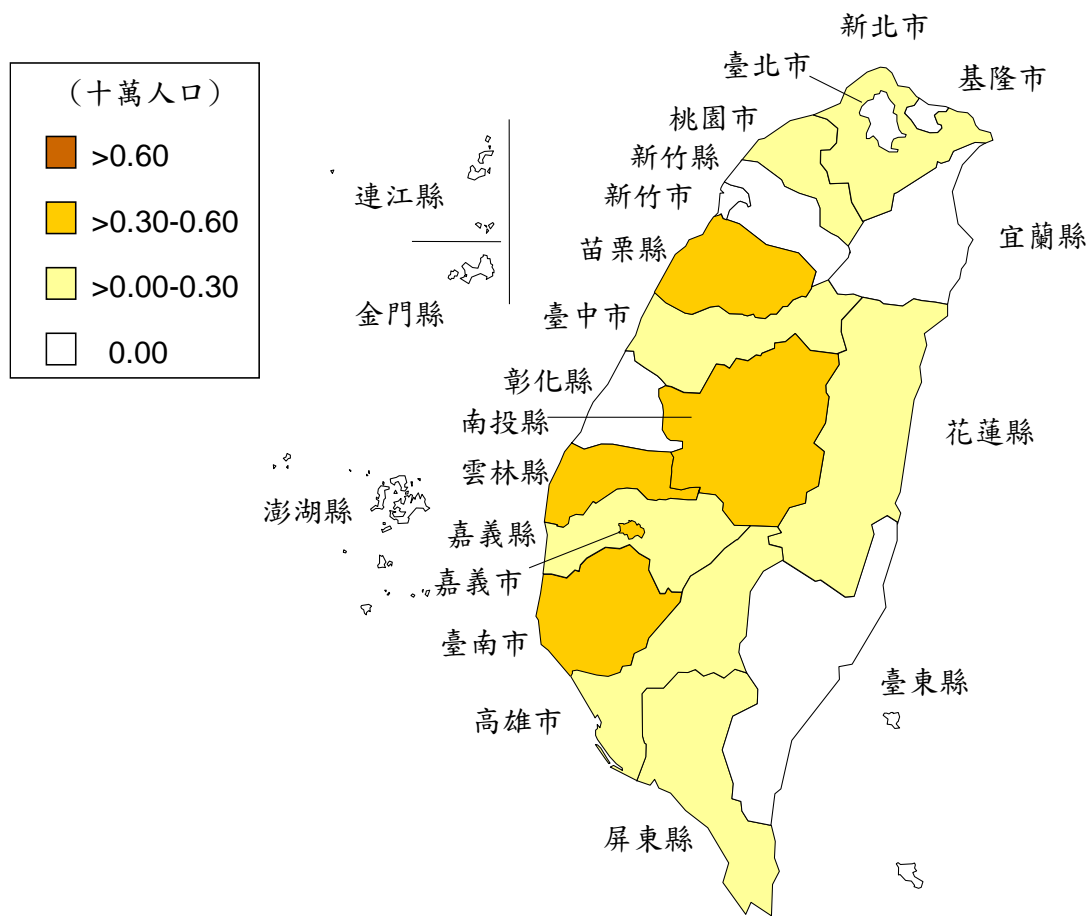 (十萬人口)
>0.60
>0.30-0.60
>0.00-0.30
0.00
新北市
臺北市
基隆市
桃園市
新竹縣
新竹市
連江縣
苗栗縣
宜蘭縣
金門縣
臺中市
彰化縣
南投縣
花蓮縣
雲林縣
澎湖縣
嘉義縣
嘉義市
臺南市
臺東縣
高雄市
屏東縣